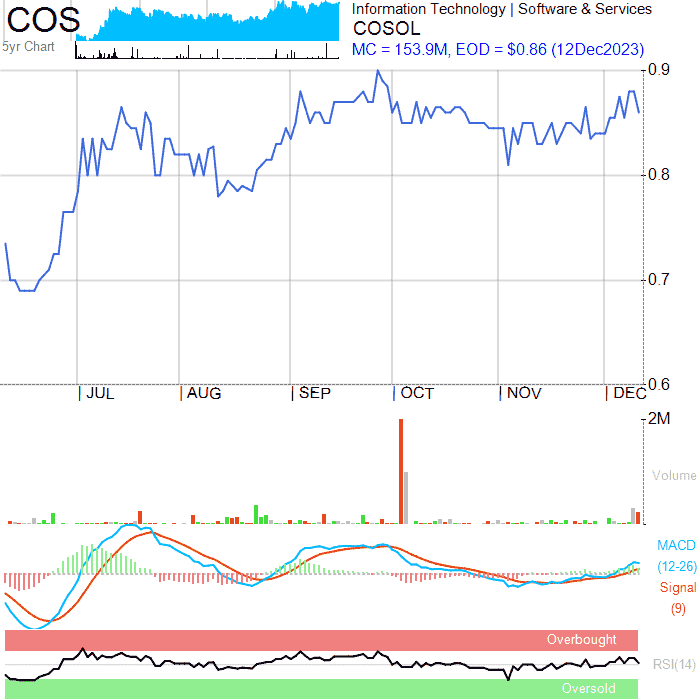 COS
5yr Chart
Information Technology | Software & Services
COSOL
MC = 153.9M, EOD = $0.86 (12Dec2023)
0.9
0.8
0.7
0.6
| JUL | AUG | SEP | OCT | NOV | DEC
2M
Volume
MACD
(12-26)
Signal
(9)
Overbought
RSI(14)
Oversold